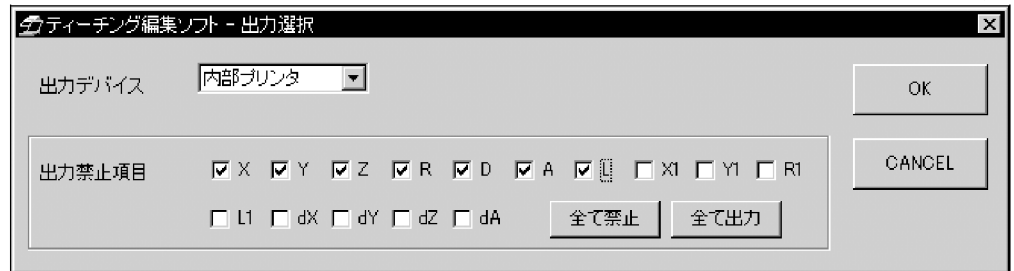 ティーチング編集ソフト - 出力選択
出力デバイス 内部プリンタ OK
出力禁止項目 X Y Z R D A L X1 Y1 R1 CANCEL
L1 dX dY dZ dA 全て禁止 全て出力